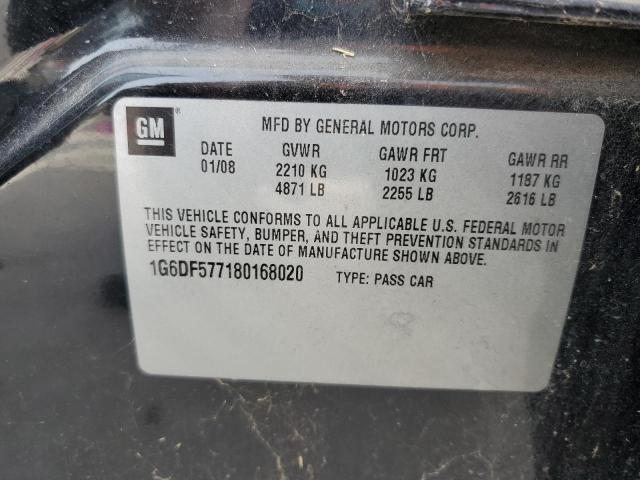 GM®
MFD BY GENERAL MOTORS CORP.
DATE GVWR GAWR FRT GAWR RR
01/08 2210 KG 1023 KG 1187 KG
4871 LB 2255 LB 2616 LB
THIS VEHICLE CONFORMS TO ALL APPLICABLE U.S. FEDERAL MOTOR
VEHICLE SAFETY, BUMPER, AND THEFT PREVENTION STANDARDS IN
EFFECT ON THE DATE OF MANUFACTURE SHOWN ABOVE.
1G6DF577180168020 TYPE: PASS CAR